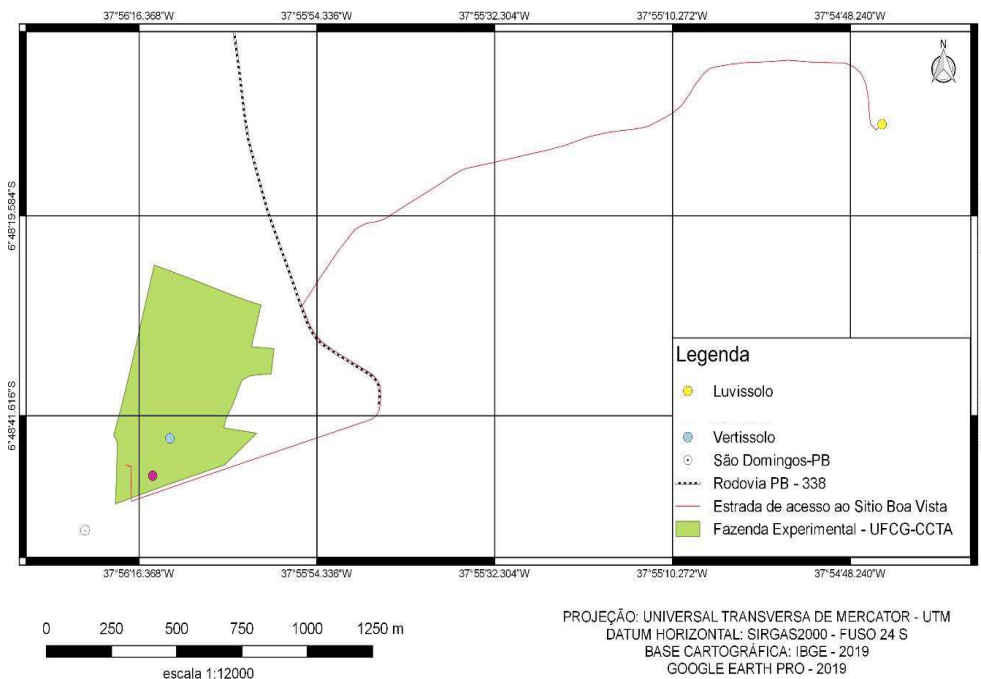 37°56'16.368"W 37°55'54.336"W 37°55'32.304"W 37°55'10.272"W 37°54'48.240"W
N
6°48'19.584"S
6°48'41.616"S
Legenda
Luvissolo
Vertissolo
São Domingos-PB
Rodovia PB - 338
Estrada de acesso ao Sitio Boa Vista
Fazenda Experimental - UFCG-CCTA
37°56'16.368"W 37°55'54.336"W 37°55'32.304"W 37°55'10.272"W 37°54'48.240"W
0 250 500 750 1000 1250 m
escala 1:12000
PROJEÇÃO: UNIVERSAL TRANSVERSA DE MERCATOR - UTM
DATUM HORIZONTAL: SIRGAS2000 - FUSO 24 S
BASE CARTOGRÁFICA: IBGE - 2019
GOOGLE EARTH PRO - 2019